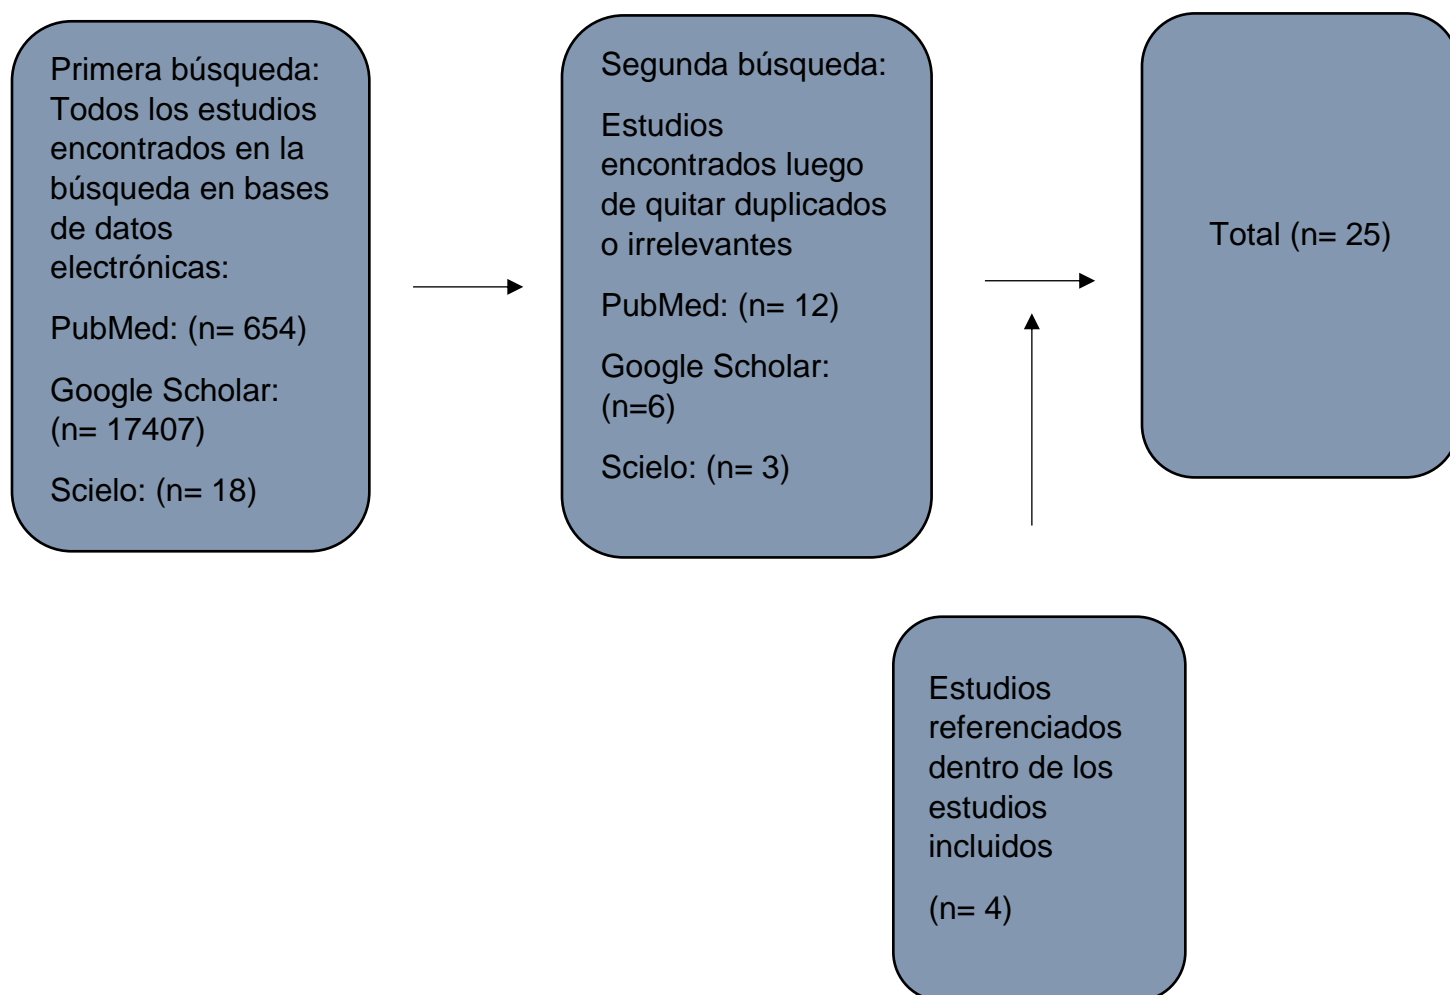 Primera búsqueda:
Todos los estudios
encontrados en la
búsqueda en bases
de datos
electrónicas:
PubMed: (n= 654)
Google Scholar:
(n= 17407)
Scielo: (n= 18)
Segunda búsqueda:
Estudios
encontrados luego
de quitar duplicados
o irrelevantes
PubMed: (n= 12)
Google Scholar:
(n=6)
Scielo: (n= 3)
Total (n= 25)
Estudios
referenciados
dentro de los
estudios
incluidos
(n= 4)